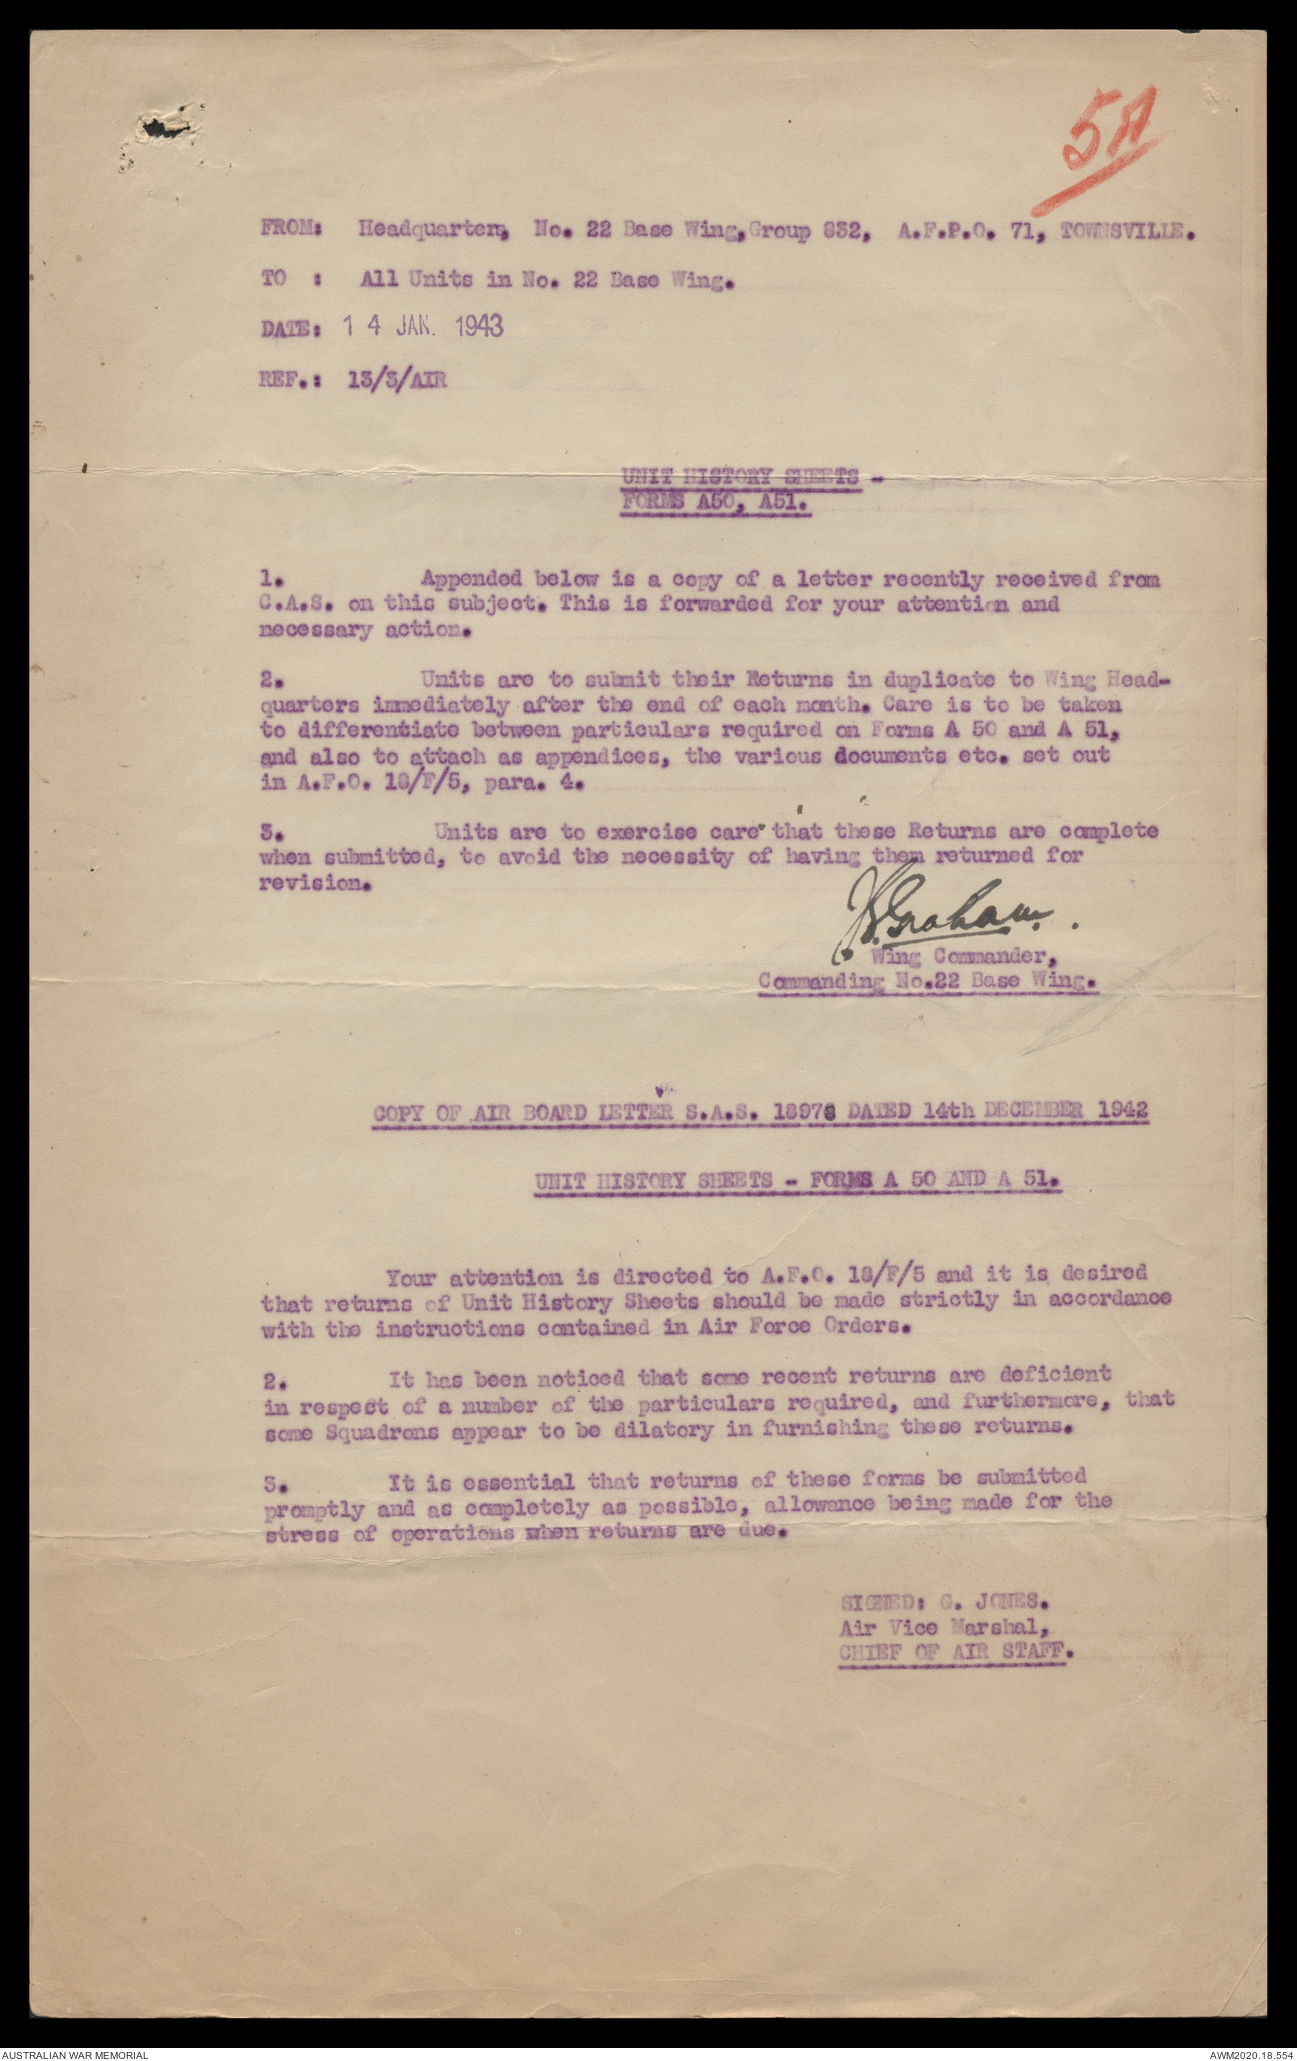 5A
FROM: Headquarters, No. 22 Base Wing, Group 832, A.F.P.O. 71, TOWNSVILLE.
TO : All Units in No. 22 Base Wing.
DATE: 14 JAN. 1943
REF.: 13/3/AIR
UNIT HISTORY SHEETS -
FORMS A50, A51.
1. Appended below is a copy of a letter recently received from
C.A.S. on this subject. This is forwarded for your attention and
necessary action.
2. Units are to submit their Returns in duplicate to Wing Head-
quarters immediately after the end of each month. Care is to be taken
to differentiate between particulars required on Forms A 50 and A 51,
and also to attach as appendices, the various documents etc. set out
in A.F.O. 18/F/5, para. 4.
3. Units are to exercise care that these Returns are complete
when submitted, to avoid the necessity of having them returned for
revision.
Graham.
Wing Commander,
Commanding No.22 Base Wing.
COPY OF AIR BOARD LETTER S.A.S. 18978 DATED 14th DECEMBER 1942
UNIT HISTORY SHEETS - FORMS A 50 AND A 51.
Your attention is directed to A.F.O. 18/F/5 and it is desired
that returns of Unit History Sheets should be made strictly in accordance
with the instructions contained in Air Force Orders.
2. It has been noticed that some recent returns are deficient
in respect of a number of the particulars required, and furthermore, that
some Squadrons appear to be dilatory in furnishing these returns.
3. It is essential that returns of these forms be submitted
promptly and as completely as possible, allowance being made for the
stress of operations when returns are due.
SIGNED: G. JONES.
Air Vice Marshal,
CHIEF OF AIR STAFF.
AUSTRALIAN WAR MEMORIAL
AWM2020.18.554